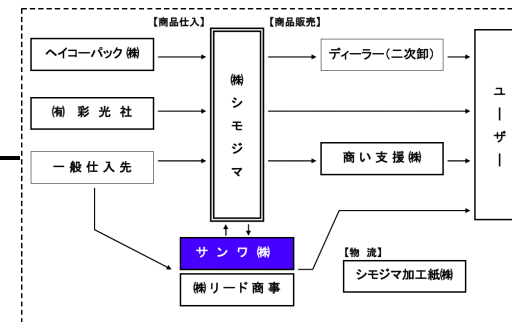 【商品仕入】
【商品販売】
ヘイコーパック㈱
㈲ 彩光社
一般仕入先
㈱シモジマ
ディーラー（二次卸）
商い支援㈱
ユーザー
サンワ㈱
㈱リード商事
【物 流】
シモジマ加工紙㈱